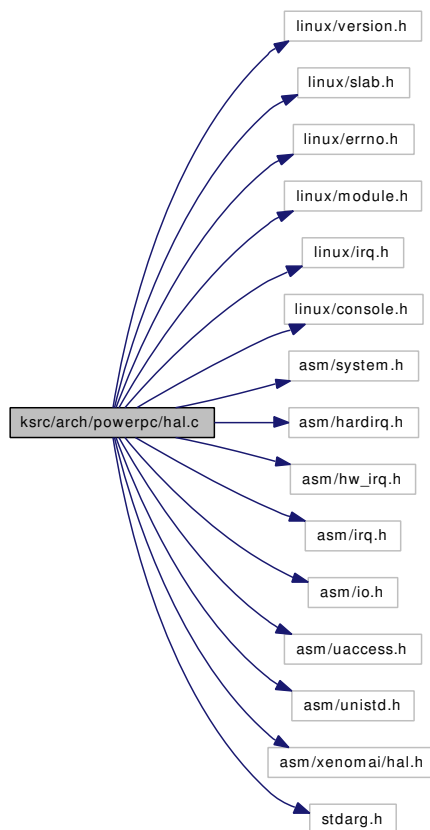 linux/version.h
linux/slab.h
linux/errno.h
linux/module.h
linux/irq.h
linux/console.h
asm/system.h
ksrc/arch/powerpc/hal.c
asm/hardirq.h
asm/hw_irq.h
asm/irq.h
asm/io.h
asm/uaccess.h
asm/unistd.h
asm/xenomai/hal.h
stdarg.h